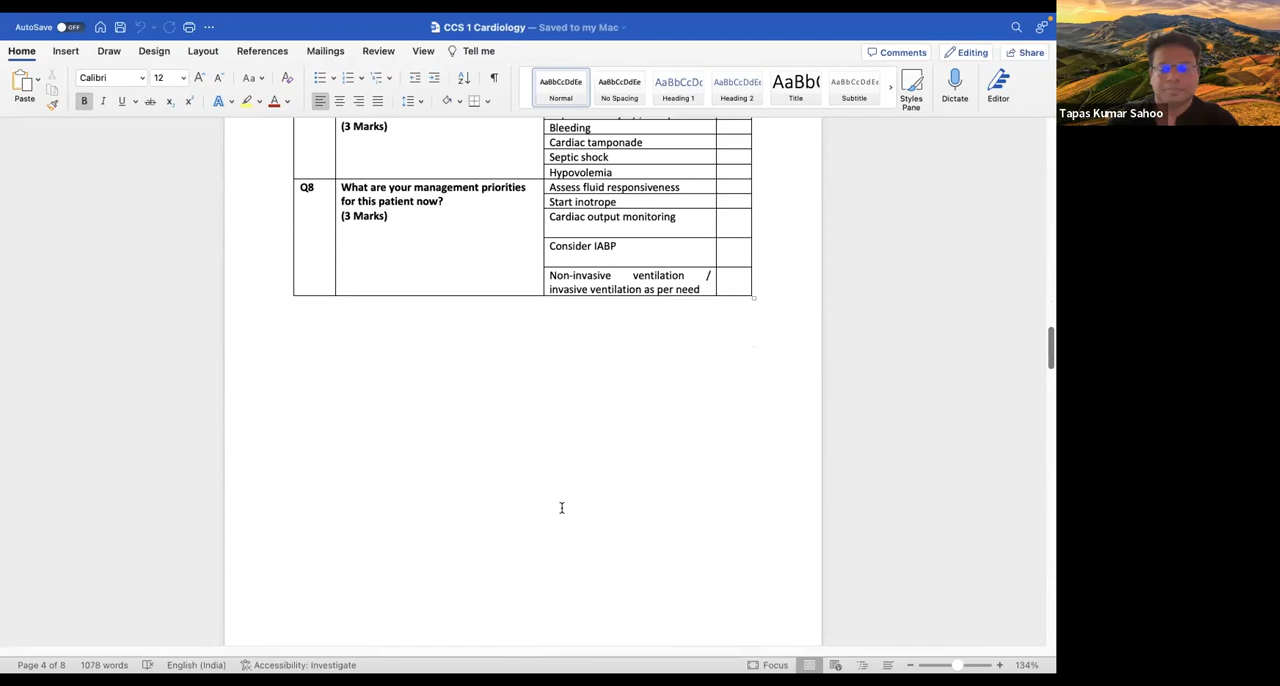 AutoSave OFF
CCS 1 Cardiology — Saved to my Mac
Home Insert Draw Design Layout References Mailings Review View Tell me
Comments Editing Share
Paste
Calibri 12
AaBbCcDdEe AaBbCcDdEe AaBbCcDc AaBbCcDdEe AaBb( AaBbCcDdEe
Normal No Spacing Heading 1 Heading 2 Title Subtitle
Styles Pane
Dictate
Editor
Tapas Kumar Sahoo
(3 Marks)
Bleeding
Cardiac tamponade
Septic shock
Hypovolemia
Q8
What are your management priorities
for this patient now?
(3 Marks)
Assess fluid responsiveness
Start inotrope
Cardiac output monitoring
Consider IABP
Non-invasive ventilation /
invasive ventilation as per need
Page 4 of 8 1078 words English (India) Accessibility: Investigate
Focus 134%